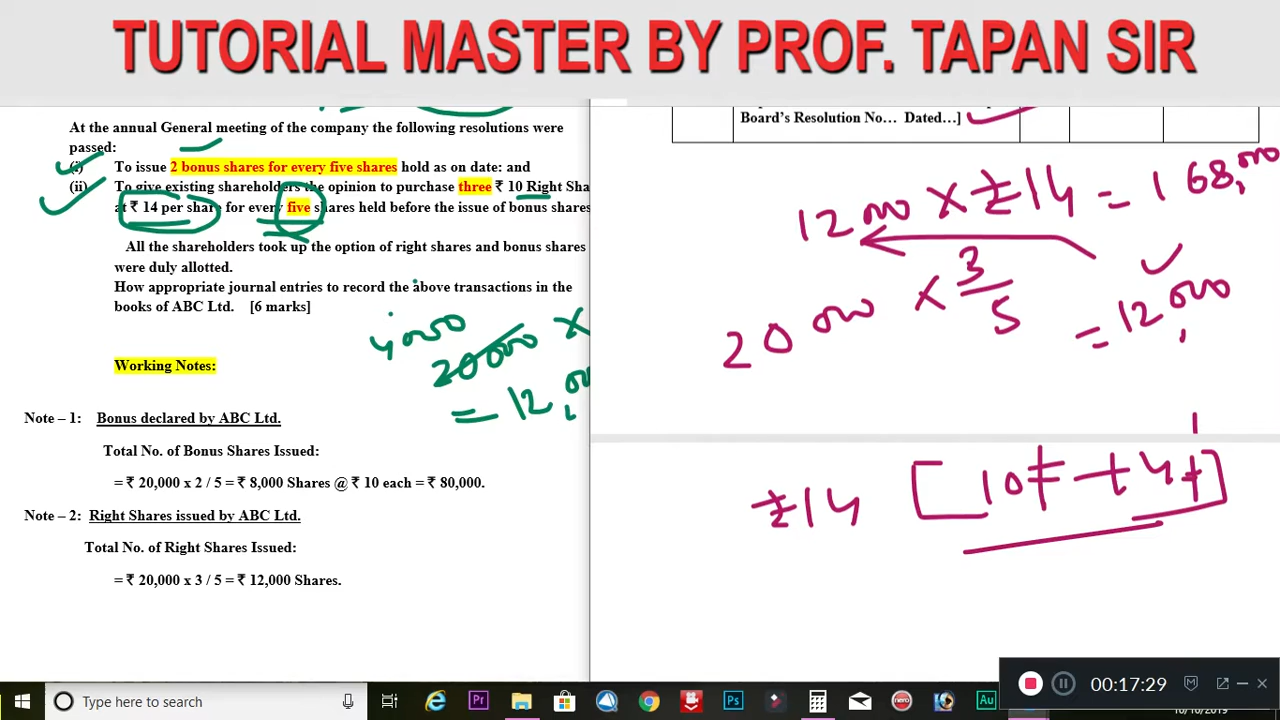 TUTORIAL MASTER BY PROF. TAPAN SIR
At the annual General meeting of the company the following resolutions were
passed:
(i) To issue 2 bonus shares for every five shares hold as on date: and
(ii) To give existing shareholders the opinion to purchase three ₹ 10 Right Sha
at ₹ 14 per share for every five shares held before the issue of bonus shares
All the shareholders took up the option of right shares and bonus shares
were duly allotted.
How appropriate journal entries to record the above transactions in the
books of ABC Ltd. [6 marks]
4,000
20000 ×
= 12,00
Working Notes:
Note – 1: Bonus declared by ABC Ltd.
Total No. of Bonus Shares Issued:
= ₹ 20,000 x 2 / 5 = ₹ 8,000 Shares @ ₹ 10 each = ₹ 80,000.
Note – 2: Right Shares issued by ABC Ltd.
Total No. of Right Shares Issued:
= ₹ 20,000 x 3 / 5 = ₹ 12,000 Shares.
Board's Resolution No... Dated...]
12000 × ₹14 = 168,000
20000 × 3/5 = 12,000
₹14
Type here to search
00:17:29